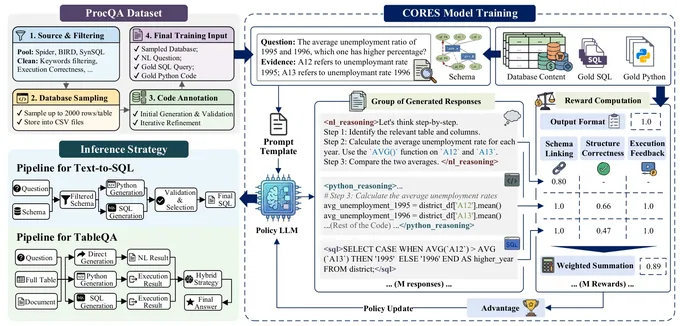 ProcQA Dataset
1. Source & Filtering
Pool: Spider, BIRD, SynSQL
Clean: Keywords filtering,
Execution Correctness, ...
4. Final Training Input
✓Sampled Database;
✓NL Question;
✓Gold SQL Query;
✓Gold Python Code
2. Database Sampling
✓Sample up to 2000 rows/table
✓Store into CSV files
3. Code Annotation
✓Initial Generation & Validation
✓Iterative Refinement
Inference Strategy
Pipeline for Text-to-SQL
Question
Schema
Filtered
Schema
Python
Generation
SQL
Generation
Validation
& Selection
Final
SQL
Pipeline for TableQA
Question
Full Table
Document
Direct
Generation
NL Result
Python
Generation
Execution
Result
SQL
Generation
Execution
Result
Hybrid
Strategy
Final
Answer
CORES Model Training
Question: The average unemployment ratio of
1995 and 1996, which one has higher percentage?
Evidence: A12 refers to unemploymant rate
1995; A13 refers to unemploymant rate 1996
Schema
Database Content
Gold SQL
Gold Python
Prompt
Template
Policy LLM
Group of Generated Responses
<nl_reasoning>Let's think step-by-step.
Step 1: Identify the relevant table and columns.
Step 2: Calculate the average unemployment rate for each
year. Use the `AVG()` function on `A12` and `A13`.
Step 3: Compare the two averages. </nl_reasoning>
<python_reasoning>...
# Step 3: Calculate the average unemployment rates
avg_unemployment_1995 = district_df['A12'].mean()
avg_unemployment_1996 = district_df['A13'].mean()
...(Rest of the Code) ...</python_reasoning>
<sql>SELECT CASE WHEN AVG(`A12`) > AVG
(`A13`) THEN '1995' ELSE '1996' END AS higher_year
FROM district;</sql>
... (M responses) ...
Reward Computation
Output Format
1.0
Schema
Linking
Structure
Correctness
Execution
Feedback
0.80
-
-
1.0
0.66
1.0
1.0
0.47
1.0
Weighted Summation
0.89
... (M Rewards) ...
Policy Update
Advantage